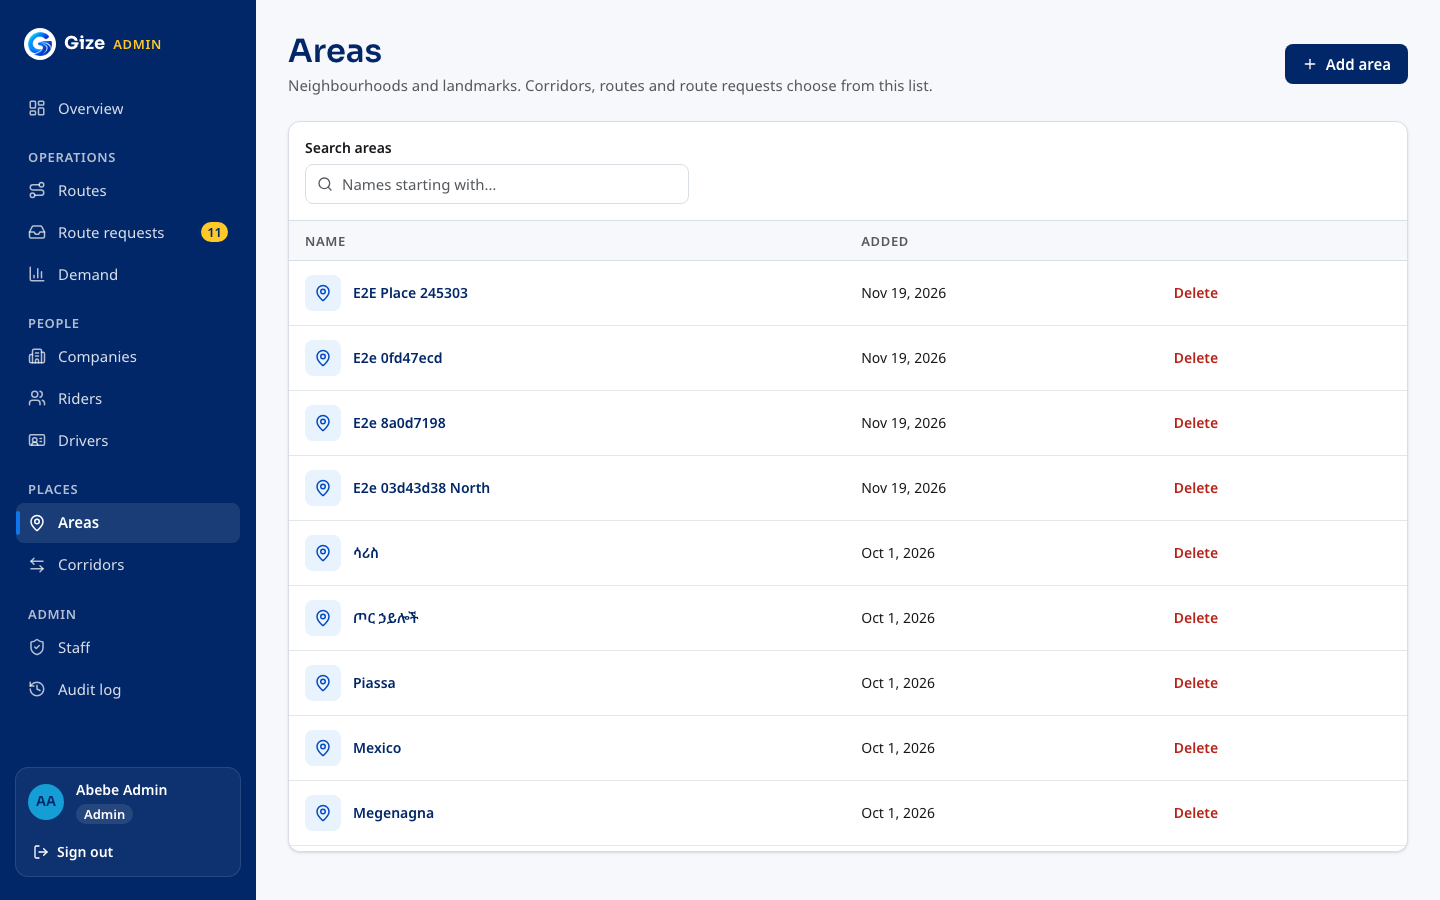 Gize ADMIN
Overview
OPERATIONS
Routes
Route requests 11
Demand
PEOPLE
Companies
Riders
Drivers
PLACES
Areas
Corridors
ADMIN
Staff
Audit log
AA
Abebe Admin
Admin
Sign out
Areas
Neighbourhoods and landmarks. Corridors, routes and route requests choose from this list.
Add area
Search areas
Names starting with...
NAME ADDED
E2E Place 245303 Nov 19, 2026 Delete
E2e 0fd47ecd Nov 19, 2026 Delete
E2e 8a0d7198 Nov 19, 2026 Delete
E2e 03d43d38 North Nov 19, 2026 Delete
ሳሪስ Oct 1, 2026 Delete
ጦር ኃይሎች Oct 1, 2026 Delete
Piassa Oct 1, 2026 Delete
Mexico Oct 1, 2026 Delete
Megenagna Oct 1, 2026 Delete